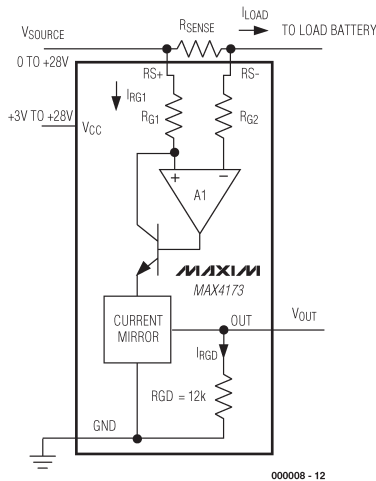 RSENSE
ILOAD
VSOURCE
TO LOAD BATTERY
0 TO +28V
RS+
RS-
IRG1
RG1
RG2
+3V TO +28V
VCC
+
−
A1
MAXIM
MAX4173
CURRENT
MIRROR
OUT
VOUT
IRGD
RGD = 12k
GND
000008 - 12